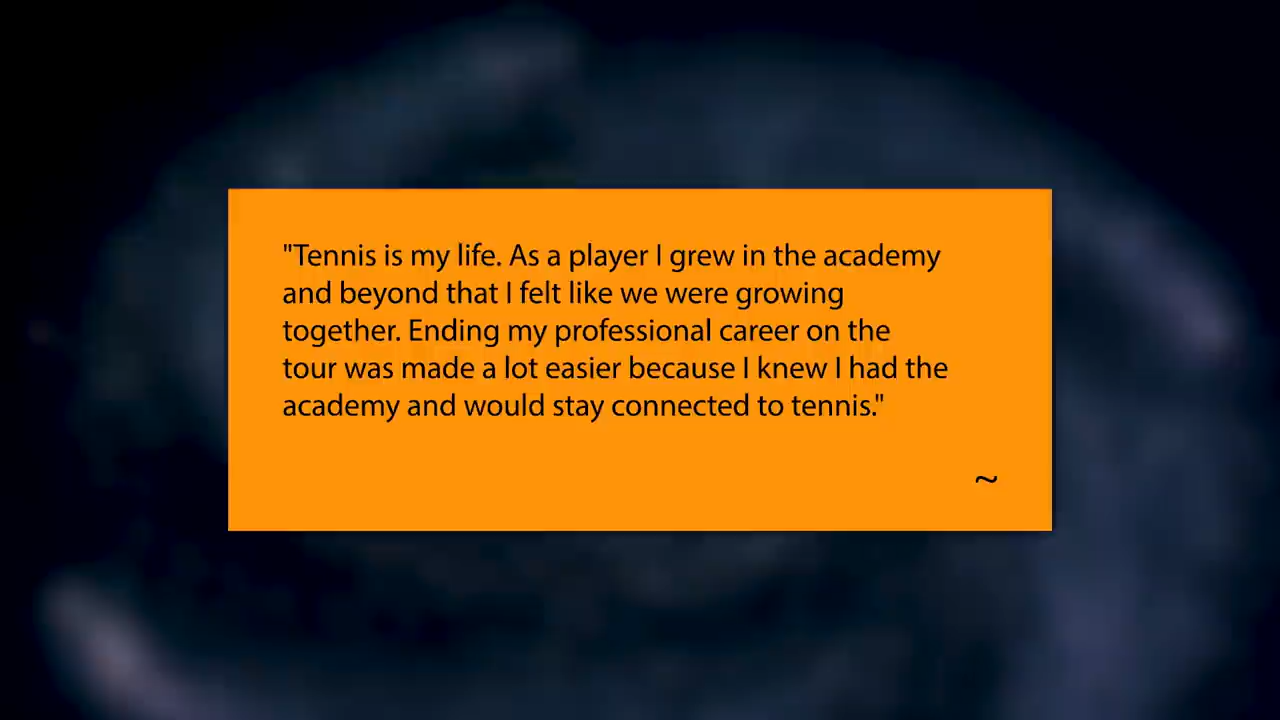 "Tennis is my life. As a player I grew in the academy
and beyond that I felt like we were growing
together. Ending my professional career on the
tour was made a lot easier because I knew I had the
academy and would stay connected to tennis."
~